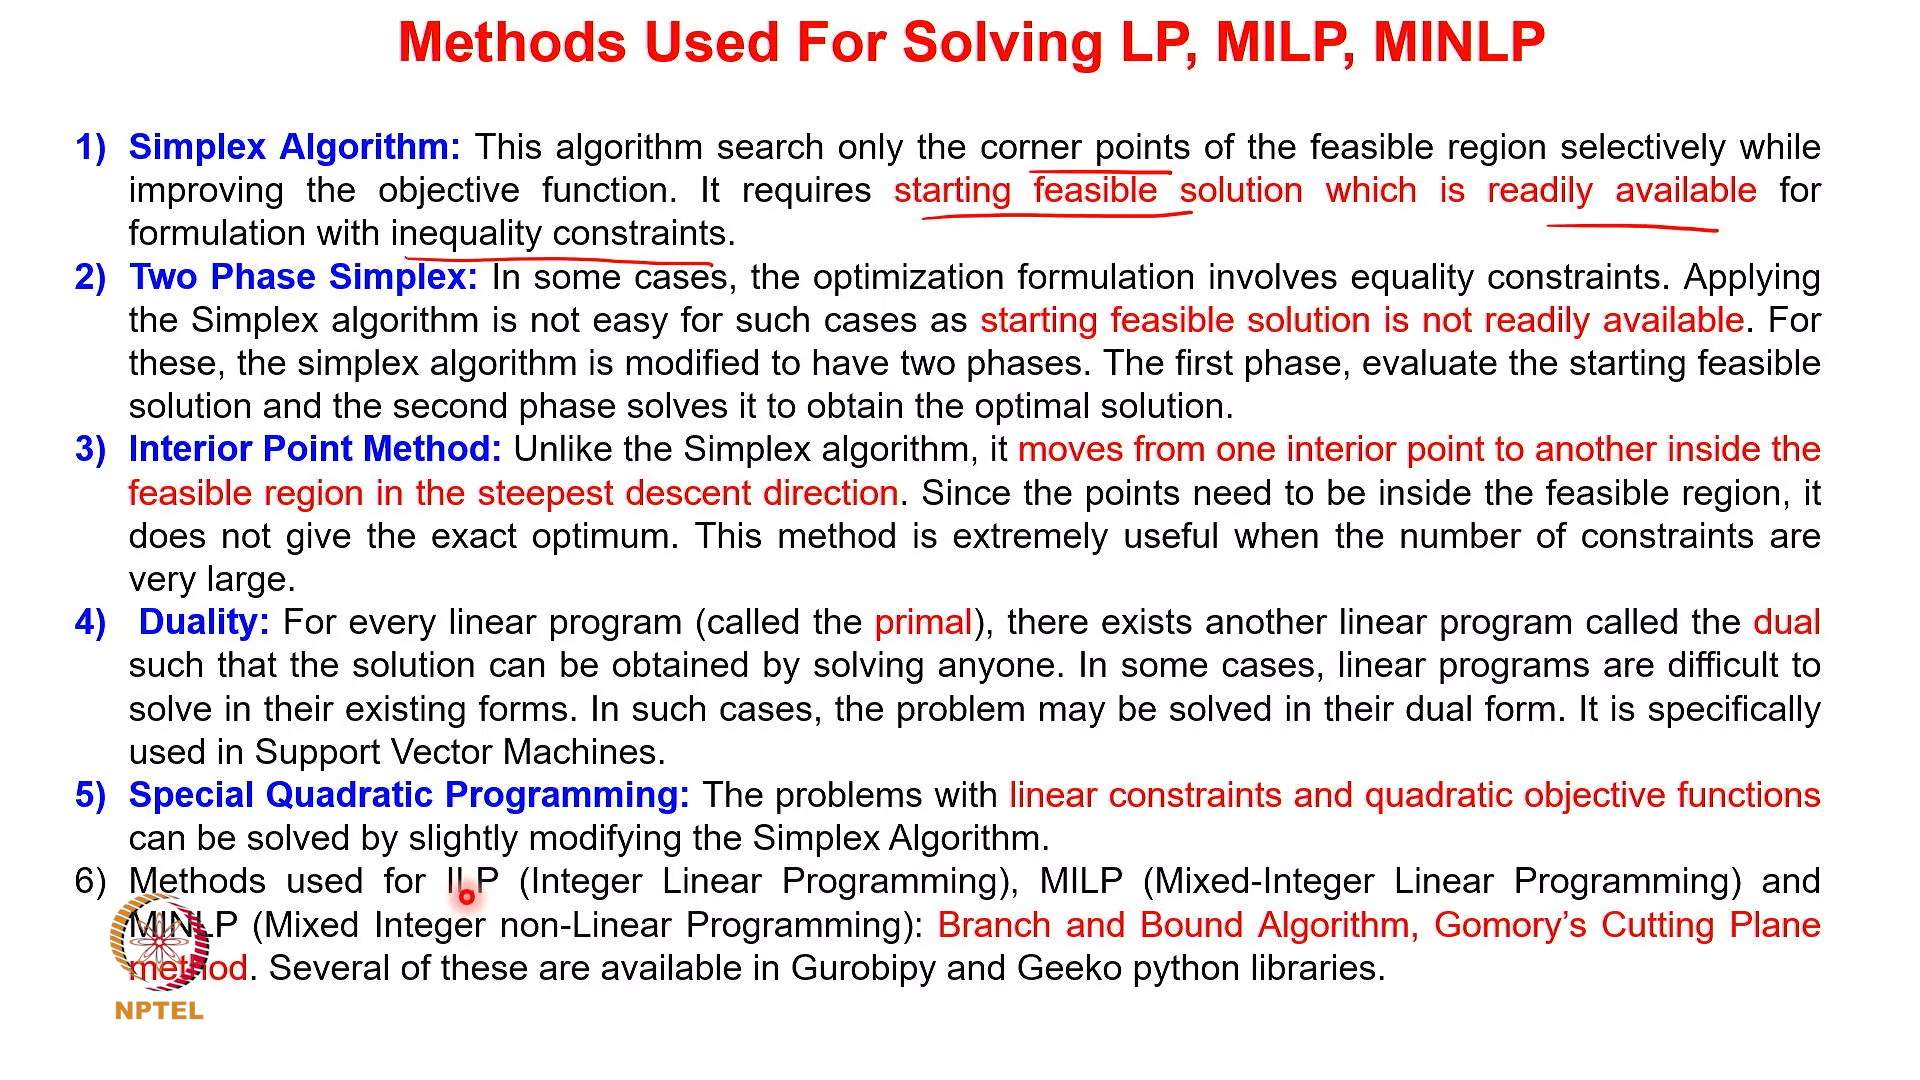 Methods Used For Solving LP, MILP, MINLP
1) Simplex Algorithm: This algorithm search only the corner points of the feasible region selectively while
improving the objective function. It requires starting feasible solution which is readily available for
formulation with inequality constraints.
2) Two Phase Simplex: In some cases, the optimization formulation involves equality constraints. Applying
the Simplex algorithm is not easy for such cases as starting feasible solution is not readily available. For
these, the simplex algorithm is modified to have two phases. The first phase, evaluate the starting feasible
solution and the second phase solves it to obtain the optimal solution.
3) Interior Point Method: Unlike the Simplex algorithm, it moves from one interior point to another inside the
feasible region in the steepest descent direction. Since the points need to be inside the feasible region, it
does not give the exact optimum. This method is extremely useful when the number of constraints are
very large.
4) Duality: For every linear program (called the primal), there exists another linear program called the dual
such that the solution can be obtained by solving anyone. In some cases, linear programs are difficult to
solve in their existing forms. In such cases, the problem may be solved in their dual form. It is specifically
used in Support Vector Machines.
5) Special Quadratic Programming: The problems with linear constraints and quadratic objective functions
can be solved by slightly modifying the Simplex Algorithm.
6) Methods used for ILP (Integer Linear Programming), MILP (Mixed-Integer Linear Programming) and
MINLP (Mixed Integer non-Linear Programming): Branch and Bound Algorithm, Gomory’s Cutting Plane
method. Several of these are available in Gurobipy and Geeko python libraries.
NPTEL